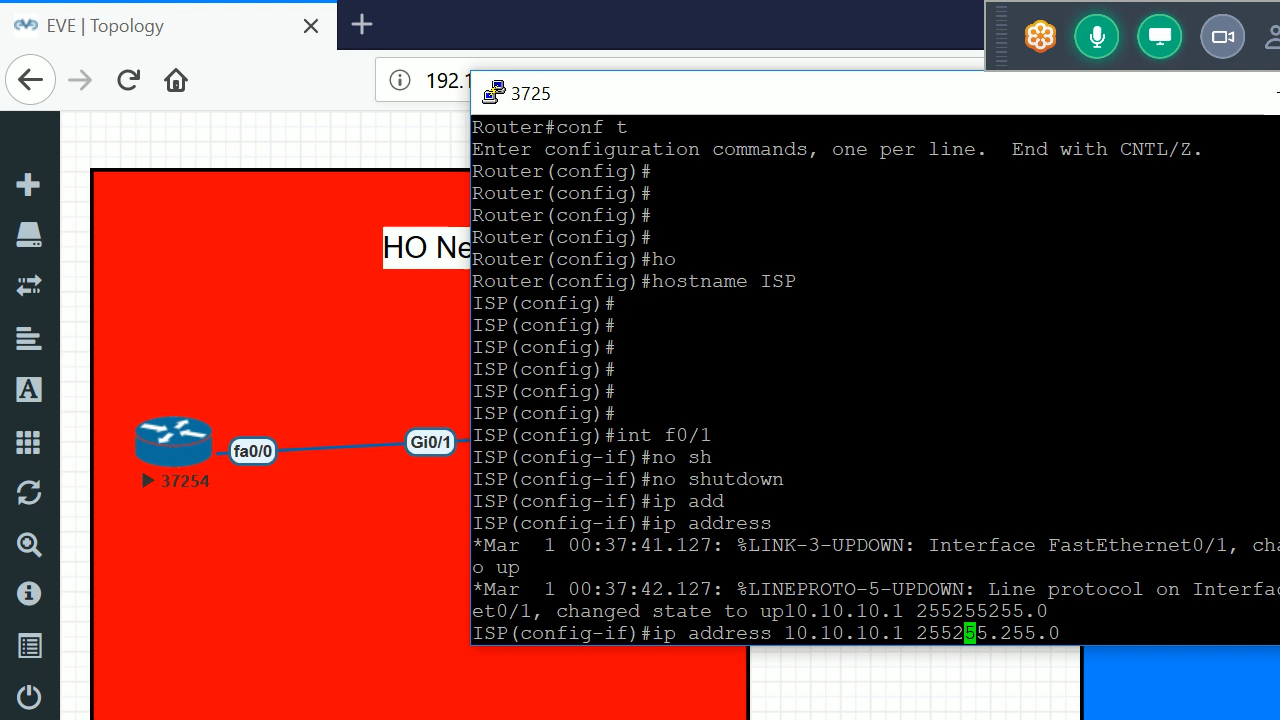 EVE | Topology
192.1
3725
HO Ne
fa0/0
Gi0/1
37254
Router#conf t
Enter configuration commands, one per line.  End with CNTL/Z.
Router(config)#
Router(config)#
Router(config)#
Router(config)#
Router(config)#ho
Router(config)#hostname ISP
ISP(config)#
ISP(config)#
ISP(config)#
ISP(config)#
ISP(config)#
ISP(config)#
ISP(config)#int f0/1
ISP(config-if)#no sh
ISP(config-if)#no shutdown
ISP(config-if)#ip add
ISP(config-if)#ip address
*Mar  1 00:37:41.127: %LINK-3-UPDOWN: Interface FastEthernet0/1, cha
o up
*Mar  1 00:37:42.127: %LINEPROTO-5-UPDOWN: Line protocol on Interfac
et0/1, changed state to up10.10.10.1 255255255.0
ISP(config-if)#ip address 10.10.10.1 255255.255.0